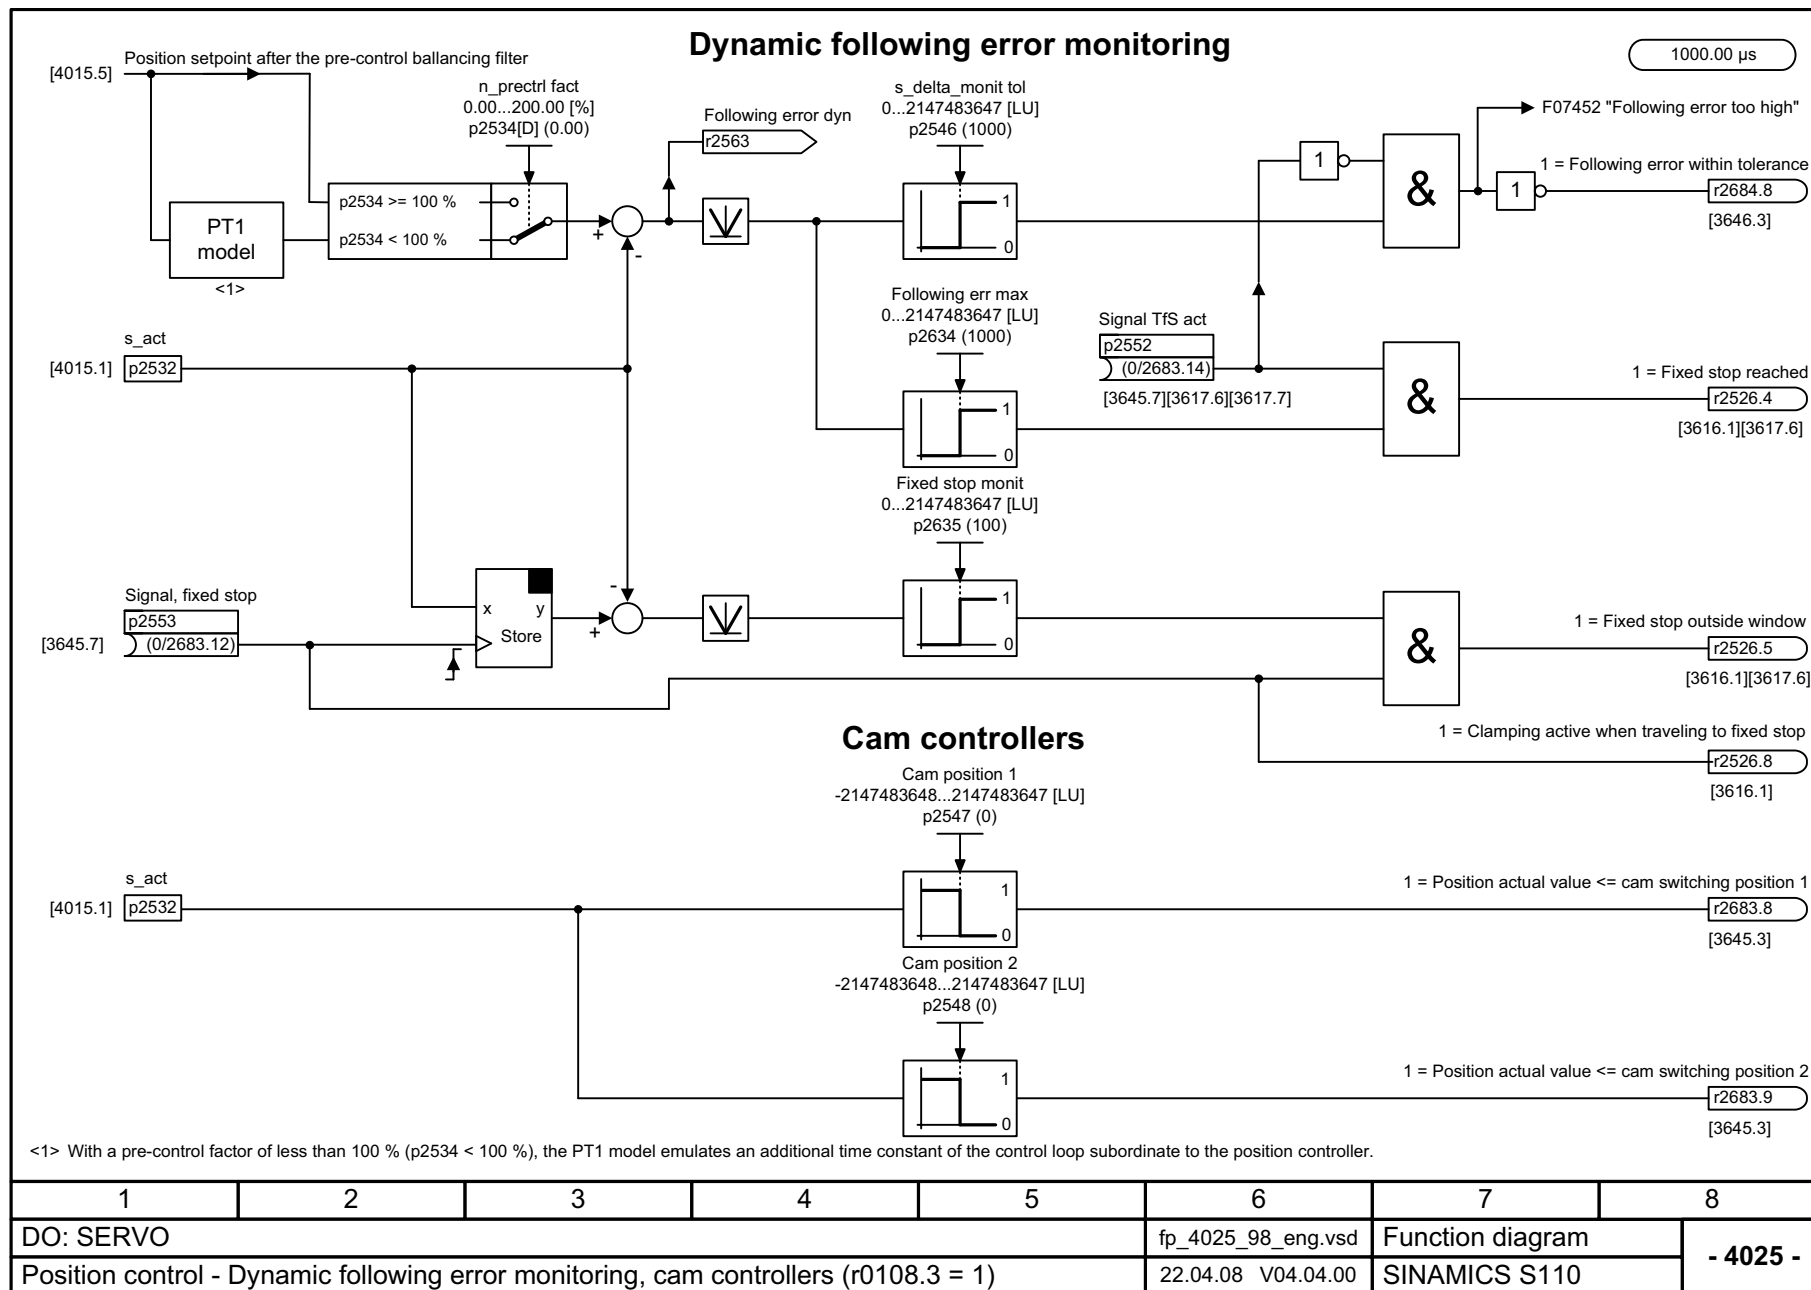 Dynamic following error monitoring
1000.00 µs
Position setpoint after the pre-control ballancing filter
[4015.5]
n_prectrl fact
0.00...200.00 [%]
p2534[D] (0.00)
Following error dyn
r2563
s_delta_monit tol
0...2147483647 [LU]
p2546 (1000)
F07452 "Following error too high"
1
&
1
1 = Following error within tolerance
r2684.8
[3646.3]
PT1
model
<1>
p2534 >= 100 %
p2534 < 100 %
+
-
1
0
Following err max
0...2147483647 [LU]
p2634 (1000)
1
0
Signal TfS act
p2552
(0/2683.14)
[3645.7][3617.6][3617.7]
&
1 = Fixed stop reached
r2526.4
[3616.1][3617.6]
s_act
[4015.1]
p2532
Fixed stop monit
0...2147483647 [LU]
p2635 (100)
1
0
Signal, fixed stop
p2553
[3645.7]
(0/2683.12)
x
y
Store
-
+
&
1 = Fixed stop outside window
r2526.5
[3616.1][3617.6]
1 = Clamping active when traveling to fixed stop
r2526.8
[3616.1]
Cam controllers
Cam position 1
-2147483648...2147483647 [LU]
p2547 (0)
s_act
[4015.1]
p2532
1
0
1 = Position actual value <= cam switching position 1
r2683.8
[3645.3]
Cam position 2
-2147483648...2147483647 [LU]
p2548 (0)
1
0
1 = Position actual value <= cam switching position 2
r2683.9
[3645.3]
<1> With a pre-control factor of less than 100 % (p2534 < 100 %), the PT1 model emulates an additional time constant of the control loop subordinate to the position controller.
1 2 3 4 5 6 7 8
DO: SERVO
fp_4025_98_eng.vsd
Function diagram
- 4025 -
Position control - Dynamic following error monitoring, cam controllers (r0108.3 = 1)
22.04.08 V04.04.00
SINAMICS S110